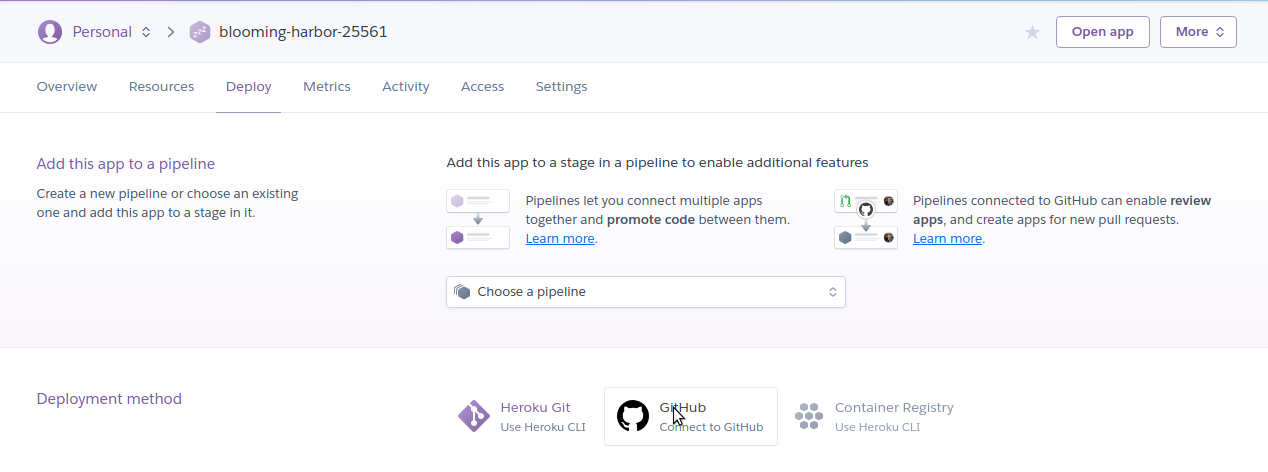 Personal
blooming-harbor-25561
Open app
More
Overview
Resources
Deploy
Metrics
Activity
Access
Settings
Add this app to a pipeline
Create a new pipeline or choose an existing
one and add this app to a stage in it.
Add this app to a stage in a pipeline to enable additional features
Pipelines let you connect multiple apps
together and promote code between them.
Learn more.
Pipelines connected to GitHub can enable review
apps, and create apps for new pull requests.
Learn more.
Choose a pipeline
Deployment method
Heroku Git
Use Heroku CLI
GitHub
Connect to GitHub
Container Registry
Use Heroku CLI